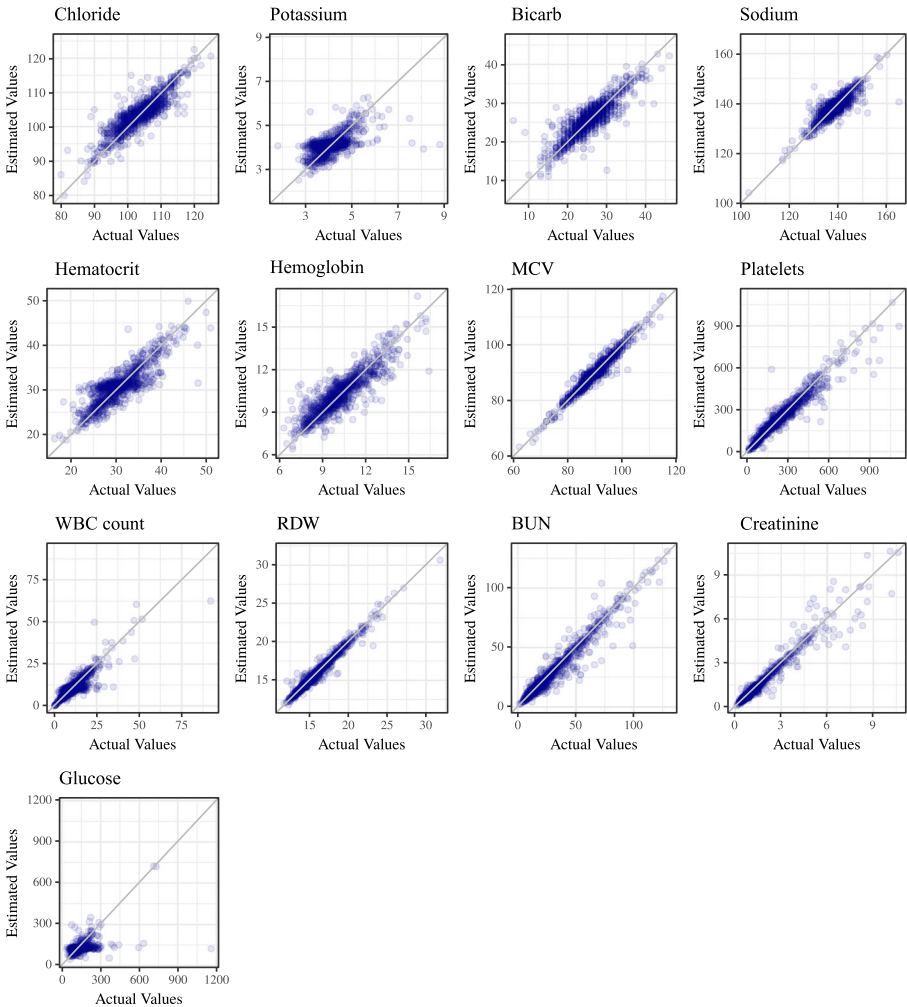 Chloride
Potassium
Bicarb
Sodium
Estimated Values
120
110
100
90
80
80 90 100 110 120
Actual Values
Estimated Values
9
7
5
3
3 5 7 9
Actual Values
Estimated Values
40
30
20
10
10 20 30 40
Actual Values
Estimated Values
160
140
120
100
100 120 140 160
Actual Values
Hematocrit
Hemoglobin
MCV
Platelets
Estimated Values
50
40
30
20
20 30 40 50
Actual Values
Estimated Values
15
12
9
6
6 9 12 15
Actual Values
Estimated Values
120
100
80
60
60 80 100 120
Actual Values
Estimated Values
900
600
300
0
0 300 600 900
Actual Values
WBC count
RDW
BUN
Creatinine
Estimated Values
75
50
25
0
0 25 50 75
Actual Values
Estimated Values
30
25
20
15
15 20 25 30
Actual Values
Estimated Values
100
50
0
0 50 100
Actual Values
Estimated Values
9
6
3
0
0 3 6 9
Actual Values
Glucose
Estimated Values
1200
900
600
300
0
0 300 600 900 1200
Actual Values